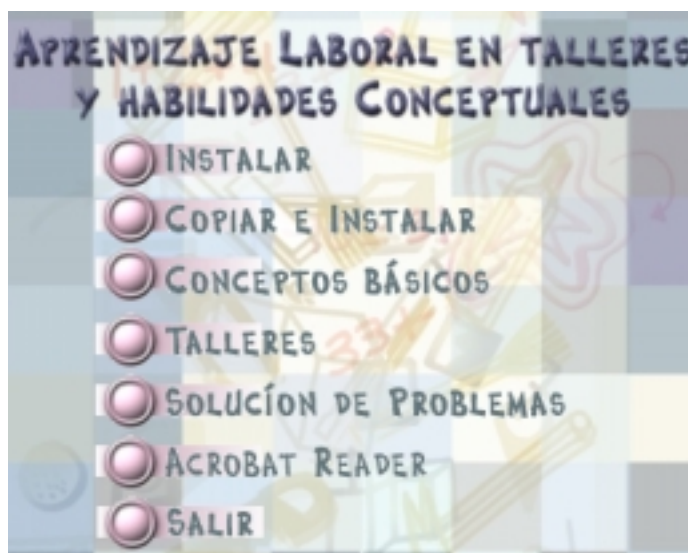 APRENDIZAJE LABORAL EN TALLERES
Y HABILIDADES CONCEPTUALES
INSTALAR
COPIAR E INSTALAR
CONCEPTOS BÁSICOS
TALLERES
SOLUCÍON DE PROBLEMAS
ACROBAT READER
SALIR